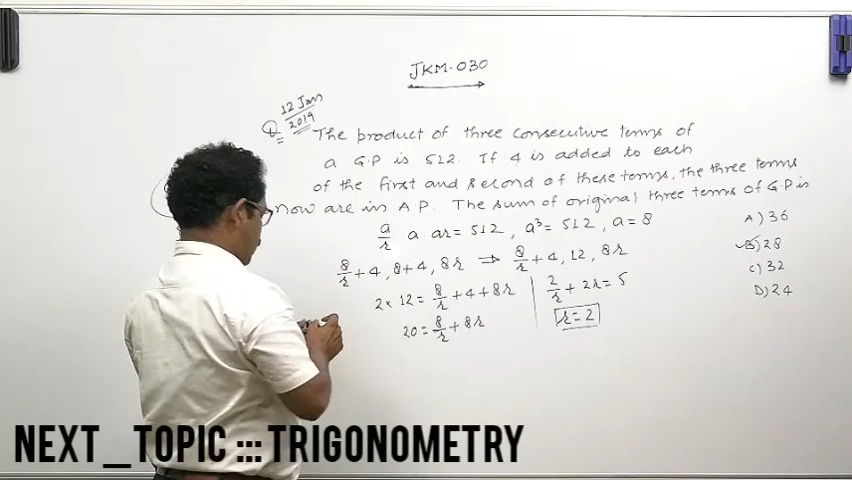 JKM-030
12 Jan
2019
Q
The product of three consecutive terms of
a G.P is 512. If 4 is added to each
of the first and second of these terms, the three terms
now are in A.P. The sum of original three terms of G.P is
a/r a ar = 512, a³ = 512, a = 8
A) 36
8/r + 4, 8 + 4, 8r ⇒ 8/r + 4, 12, 8r
B) 28
2 × 12 = 8/r + 4 + 8r
2/r + 2r = 5
C) 32
20 = 8/r + 8r
r = 2
D) 24
NEXT_TOPIC ::: TRIGONOMETRY